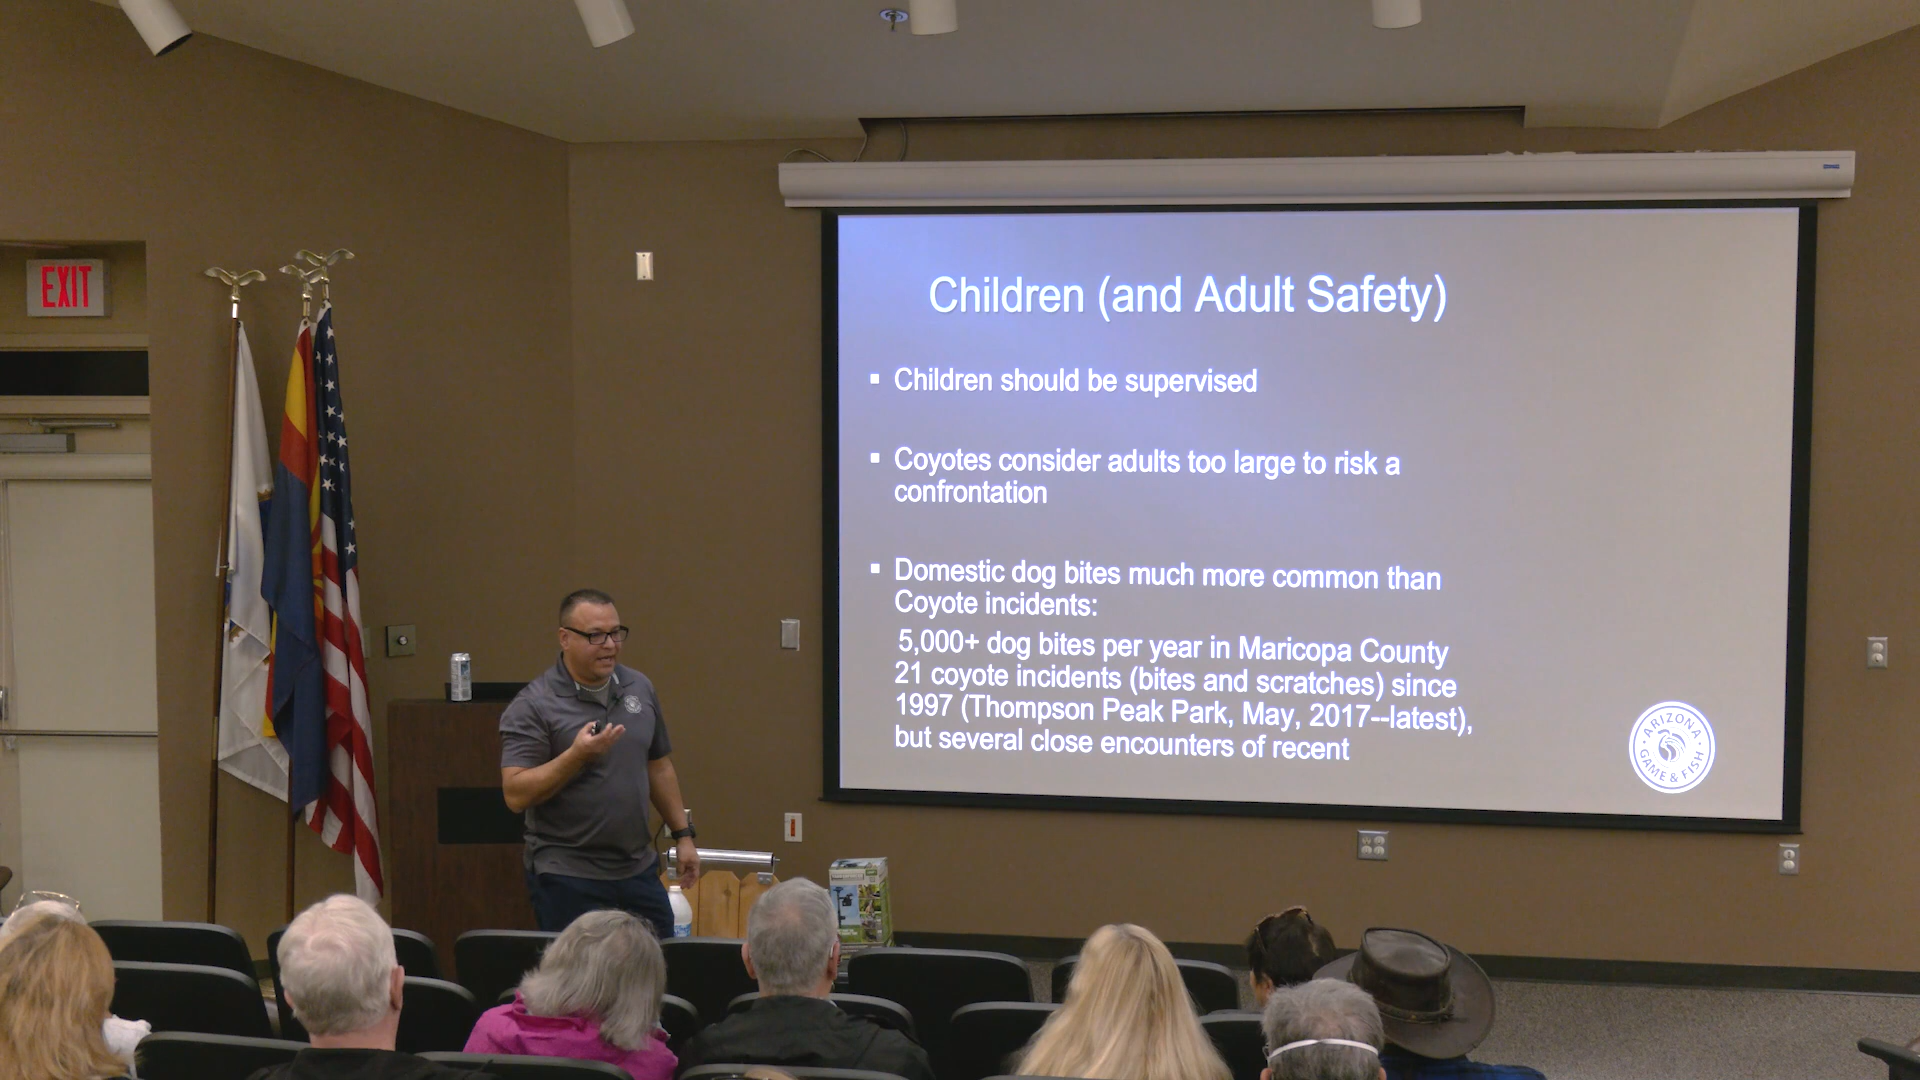 EXIT
Children (and Adult Safety)
▪ Children should be supervised
▪ Coyotes consider adults too large to risk a
confrontation
▪ Domestic dog bites much more common than
Coyote incidents:
5,000+ dog bites per year in Maricopa County
21 coyote incidents (bites and scratches) since
1997 (Thompson Peak Park, May, 2017--latest),
but several close encounters of recent
ARIZONA
GAME & FISH